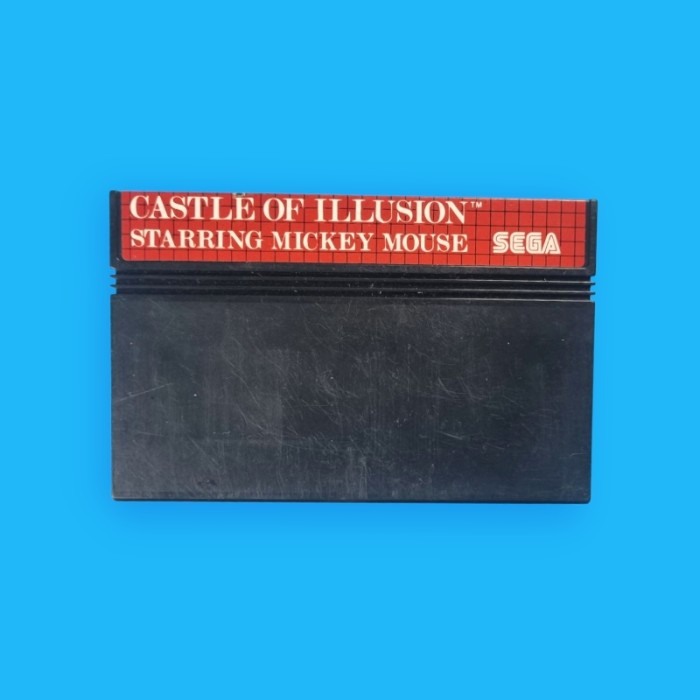 CASTLE OF ILLUSION™
STARRING MICKEY MOUSE SEGA